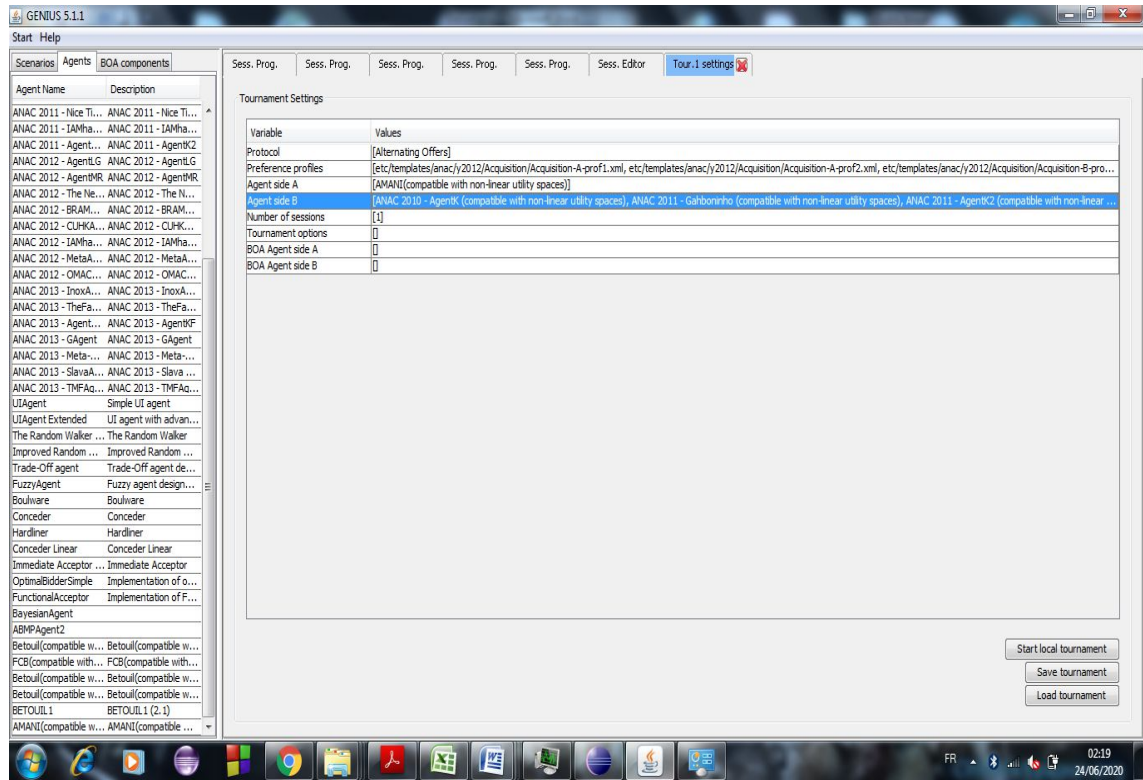 GENIUS 5.1.1
Start Help
Scenarios Agents BOA components
Agent Name Description
ANAC 2011 - Nice Ti... ANAC 2011 - Nice Ti...
ANAC 2011 - IAMha... ANAC 2011 - IAMha...
ANAC 2011 - Agent... ANAC 2011 - AgentK2
ANAC 2012 - AgentLG ANAC 2012 - AgentLG
ANAC 2012 - AgentMR ANAC 2012 - AgentMR
ANAC 2012 - The Ne... ANAC 2012 - The N...
ANAC 2012 - BRAM... ANAC 2012 - BRAM...
ANAC 2012 - CUHKA... ANAC 2012 - CUHK...
ANAC 2012 - IAMha... ANAC 2012 - IAMha...
ANAC 2012 - MetaA... ANAC 2012 - MetaA...
ANAC 2012 - OMAC... ANAC 2012 - OMAC...
ANAC 2013 - InoxA... ANAC 2013 - InoxA...
ANAC 2013 - TheFa... ANAC 2013 - TheFa...
ANAC 2013 - Agent... ANAC 2013 - AgentKF
ANAC 2013 - GAgent ANAC 2013 - GAgent
ANAC 2013 - Meta-... ANAC 2013 - Meta-...
ANAC 2013 - SlavaA... ANAC 2013 - Slava ...
ANAC 2013 - TMFAg... ANAC 2013 - TMFAg...
UIAgent Simple UI agent
UIAgent Extended UI agent with advan...
The Random Walker ... The Random Walker
Improved Random ... Improved Random ...
Trade-Off agent Trade-Off agent de...
FuzzyAgent Fuzzy agent design...
Boulware Boulware
Conceder Conceder
Hardliner Hardliner
Conceder Linear Conceder Linear
Immediate Acceptor ... Immediate Acceptor
OptimalBidderSimple Implementation of o...
FunctionalAcceptor Implementation of F...
BayesianAgent
ABMPAgent2
Betouil(compatible w... Betouil(compatible w...
FCB(compatible with... FCB(compatible with...
Betouil(compatible w... Betouil(compatible w...
Betouil(compatible w... Betouil(compatible w...
BETOUIL1 BETOUIL1 (2.1)
AMANI(compatible w... AMANI(compatible ...
Sess. Prog. Sess. Prog. Sess. Prog. Sess. Prog. Sess. Prog. Sess. Editor Tour.1 settings
Tournament Settings
Variable Values
Protocol [Alternating Offers]
Preference profiles [etc/templates/anac/y2012/Acquisition/Acquisition-A-prof1.xml, etc/templates/anac/y2012/Acquisition/Acquisition-A-prof2.xml, etc/templates/anac/y2012/Acquisition/Acquisition-B-pro...
Agent side A [AMANI(compatible with non-linear utility spaces)]
Agent side B [ANAC 2010 - AgentK (compatible with non-linear utility spaces), ANAC 2011 - Gahboninho (compatible with non-linear utility spaces), ANAC 2011 - AgentK2 (compatible with non-linear ...
Number of sessions [1]
Tournament options []
BOA Agent side A []
BOA Agent side B []
Start local tournament
Save tournament
Load tournament
FR
02:19
24/06/2020